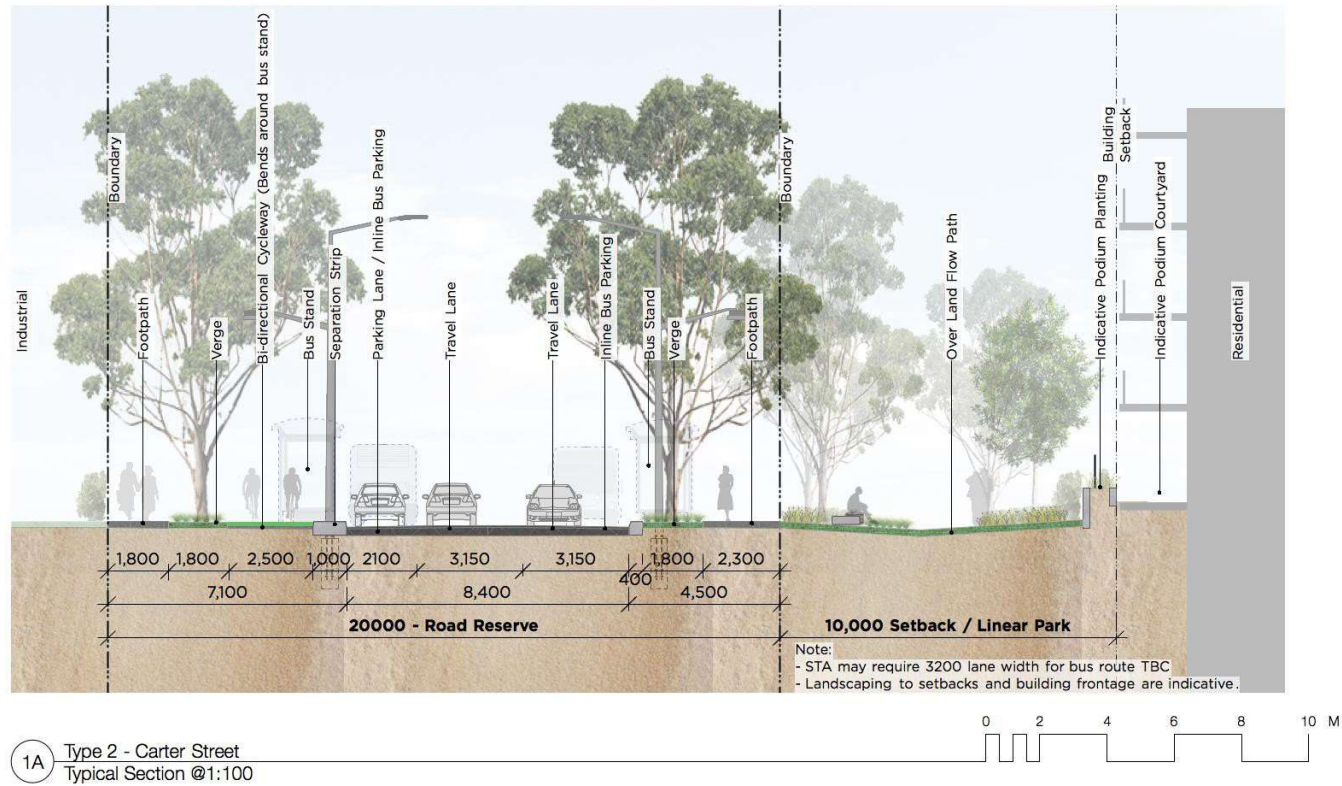 Industrial
Boundary
Footpath
Verge
Bi-directional Cycleway (Bends around bus stand)
Bus Stand
Separation Strip
Parking Lane / Inline Bus Parking
Travel Lane
Travel Lane
Inline Bus Parking
Bus Stand
Verge
Footpath
Boundary
Over Land Flow Path
Indicative Podium Planting
Building
Setback
Indicative Podium Courtyard
Residential
1,800 1,800 2,500 1,000 2100 3,150 3,150 400 1,800 2,300
7,100 8,400 4,500
20000 - Road Reserve 10,000 Setback / Linear Park
Note:
- STA may require 3200 lane width for bus route TBC
- Landscaping to setbacks and building frontage are indicative.
0 2 4 6 8 10 M
1A Type 2 - Carter Street
Typical Section @1:100